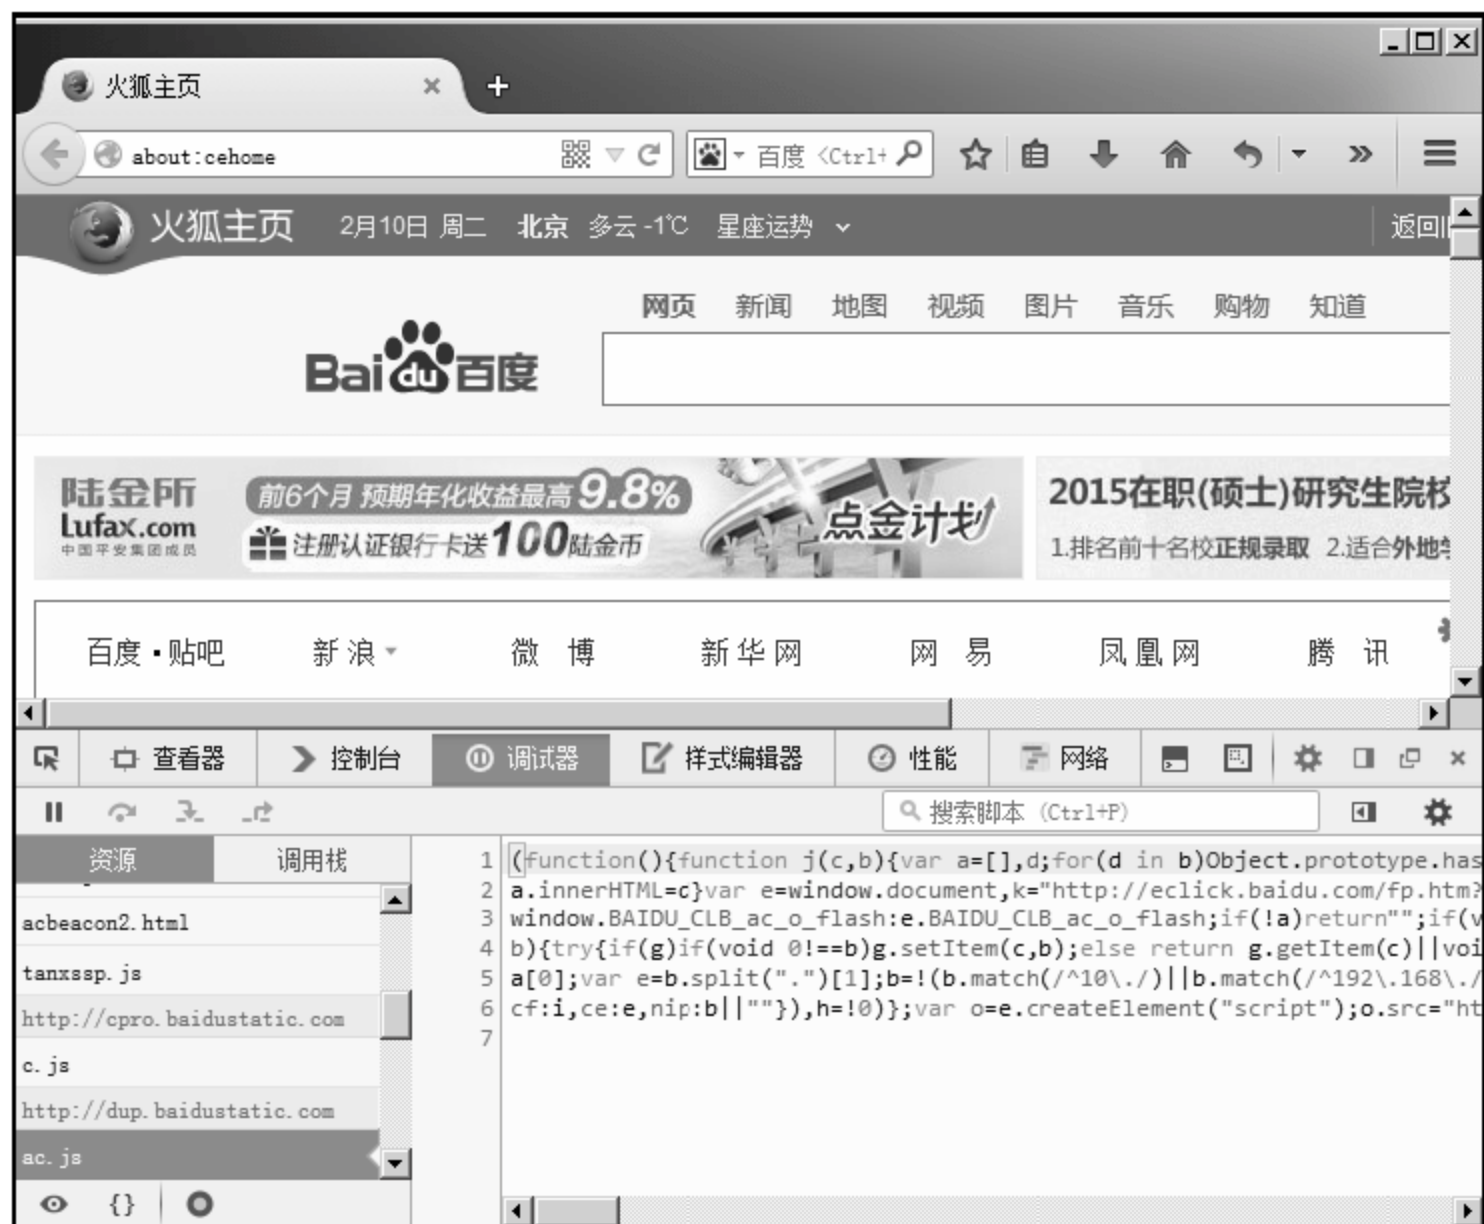 火狐主页
about:cehome
百度 <Ctrl+
火狐主页 2月10日 周二 北京 多云 -1℃ 星座运势 返回
网页 新闻 地图 视频 图片 音乐 购物 知道
Bai du 百度
陆金所
Lufax.com
中国平安集团成员
前6个月 预期年化收益最高9.8%
注册认证银行卡送100陆金币
点金计划
2015在职(硕士)研究生院校
1.排名前十名校正规录取 2.适合外地学
百度·贴吧 新浪 微博 新华网 网易 凤凰网 腾讯
查看器 控制台 调试器 样式编辑器 性能 网络
搜索脚本 (Ctrl+P)
资源 调用栈
acbeacon2.html
tanxssp.js
http://cpro.baidustatic.com
c.js
http://dup.baidustatic.com
ac.js
{}
1 (function(){function j(c,b){var a=[],d;for(d in b)Object.prototype.has
2 a.innerHTML=c}var e=window.document,k="http://eclick.baidu.com/fp.htm?
3 window.BAIDU_CLB_ac_o_flash:e.BAIDU_CLB_ac_o_flash;if(!a)return"";if(v
4 b){try{if(g)if(void 0!==b)g.setItem(c,b);else return g.getItem(c)||voi
5 a[0];var e=b.split(".")[1];b=!(b.match(/^10\./)||b.match(/^192\.168\./
6 cf:i,ce:e,nip:b||""}),h=!0)};var o=e.createElement("script");o.src="ht
7